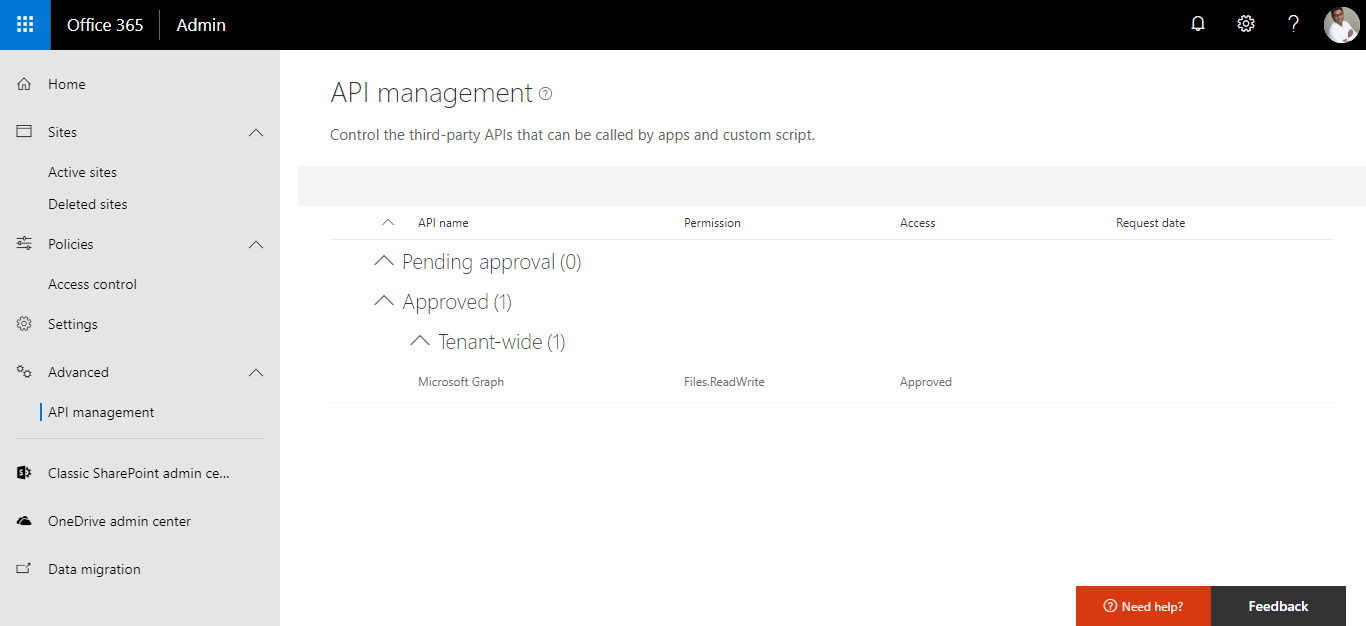 Office 365
Admin
?
Home
Sites
Active sites
Deleted sites
Policies
Access control
Settings
Advanced
API management
Classic SharePoint admin ce...
OneDrive admin center
Data migration
API management
Control the third-party APIs that can be called by apps and custom script.
API name Permission Access Request date
Pending approval (0)
Approved (1)
Tenant-wide (1)
Microsoft Graph Files.ReadWrite Approved
Need help?
Feedback